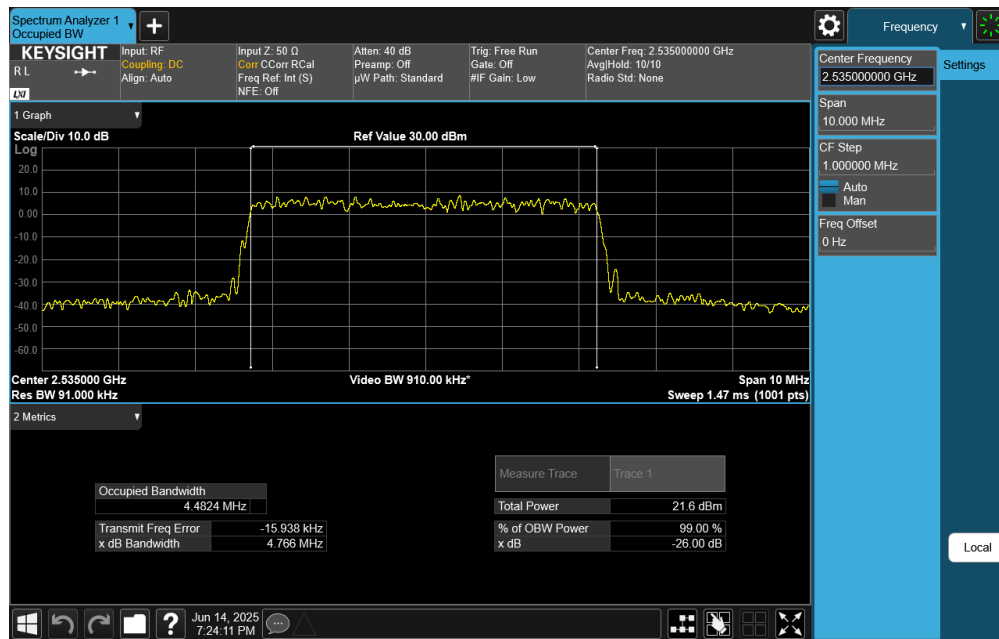 Spectrum Analyzer 1
Occupied BW
Frequency
KEYSIGHT
R L
LXI
Input: RF
Coupling: DC
Align: Auto
Input Z: 50 Ω
Corr CCorr RCal
Freq Ref: Int (S)
NFE: Off
Atten: 40 dB
Preamp: Off
µW Path: Standard
Trig: Free Run
Gate: Off
#IF Gain: Low
Center Freq: 2.535000000 GHz
Avg|Hold: 10/10
Radio Std: None
Center Frequency
2.535000000 GHz
Settings
Span
10.000 MHz
CF Step
1.000000 MHz
Auto
Man
Freq Offset
0 Hz
1 Graph
Scale/Div 10.0 dB
Ref Value 30.00 dBm
Log
20.0
10.0
0.00
-10.0
-20.0
-30.0
-40.0
-50.0
-60.0
Center 2.535000 GHz
Video BW 910.00 kHz*
Span 10 MHz
Res BW 91.000 kHz
Sweep 1.47 ms (1001 pts)
2 Metrics
Measure Trace
Trace 1
Occupied Bandwidth
4.4824 MHz
Total Power
21.6 dBm
Transmit Freq Error
-15.938 kHz
% of OBW Power
99.00 %
x dB Bandwidth
4.766 MHz
x dB
-26.00 dB
Local
?
Jun 14, 2025
7:24:11 PM